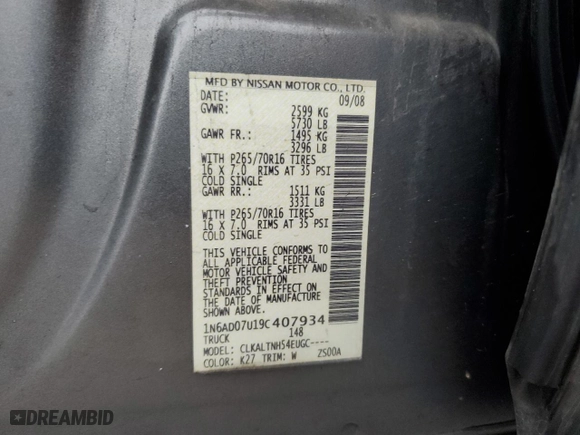 MFD BY NISSAN MOTOR CO., LTD.
DATE: 09/08
GVWR: 2599 KG
5730 LB
GAWR FR.: 1495 KG
3296 LB
WITH P265/70R16 TIRES
16 X 7.0 RIMS AT 35 PSI
COLD SINGLE
GAWR RR.: 1511 KG
3331 LB
WITH P265/70R16 TIRES
16 X 7.0 RIMS AT 35 PSI
COLD SINGLE
THIS VEHICLE CONFORMS TO
ALL APPLICABLE FEDERAL
MOTOR VEHICLE SAFETY AND
THEFT PREVENTION
STANDARDS IN EFFECT ON
THE DATE OF MANUFACTURE
SHOWN ABOVE.
1N6AD07U19C407934
TRUCK 148
MODEL: CLKALTNH54EUGC----
COLOR: K27 TRIM: W ZS00A
DREAMBID